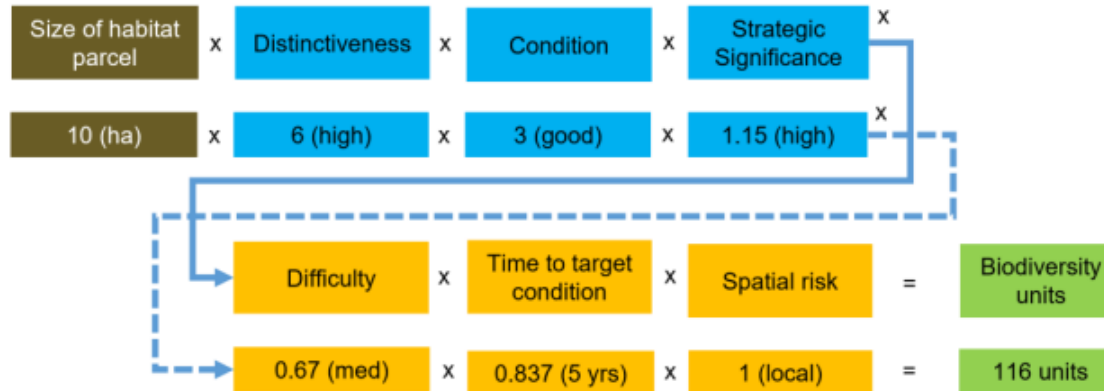 Size of habitat parcel x Distinctiveness x Condition x Strategic Significance x
10 (ha) x 6 (high) x 3 (good) x 1.15 (high) x
Difficulty x Time to target condition x Spatial risk = Biodiversity units
0.67 (med) x 0.837 (5 yrs) x 1 (local) = 116 units